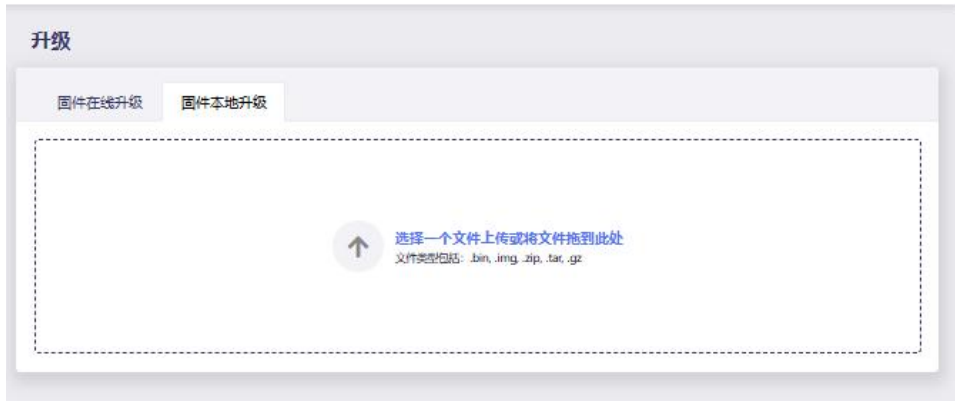 升级
固件在线升级 固件本地升级
选择一个文件上传或将文件拖到此处
文件类型包括: .bin, .img, .zip, .tar, .gz